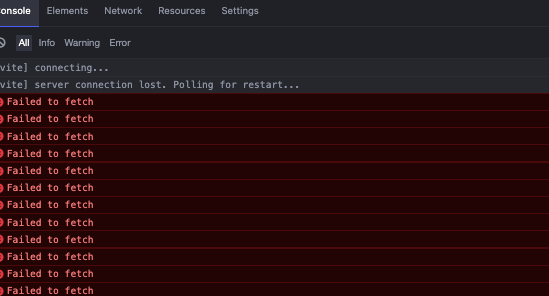 onsole Elements Network Resources Settings
All Info Warning Error
vite] connecting...
vite] server connection lost. Polling for restart...
Failed to fetch
Failed to fetch
Failed to fetch
Failed to fetch
Failed to fetch
Failed to fetch
Failed to fetch
Failed to fetch
Failed to fetch
Failed to fetch
Failed to fetch
Failed to fetch